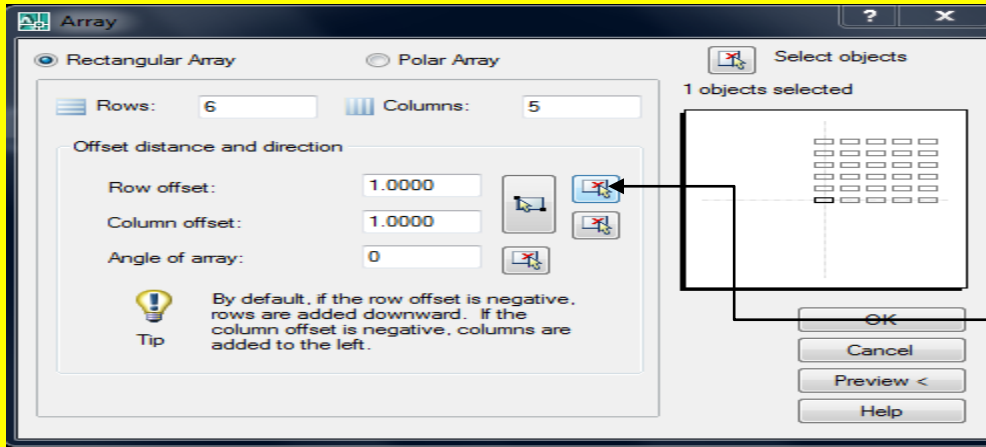 Array
Rectangular Array
Polar Array
Select objects
1 objects selected
Rows: 6
Columns: 5
Offset distance and direction
Row offset: 1.0000
Column offset: 1.0000
Angle of array: 0
Tip
By default, if the row offset is negative,
rows are added downward. If the
column offset is negative, columns are
added to the left.
OK
Cancel
Preview <
Help